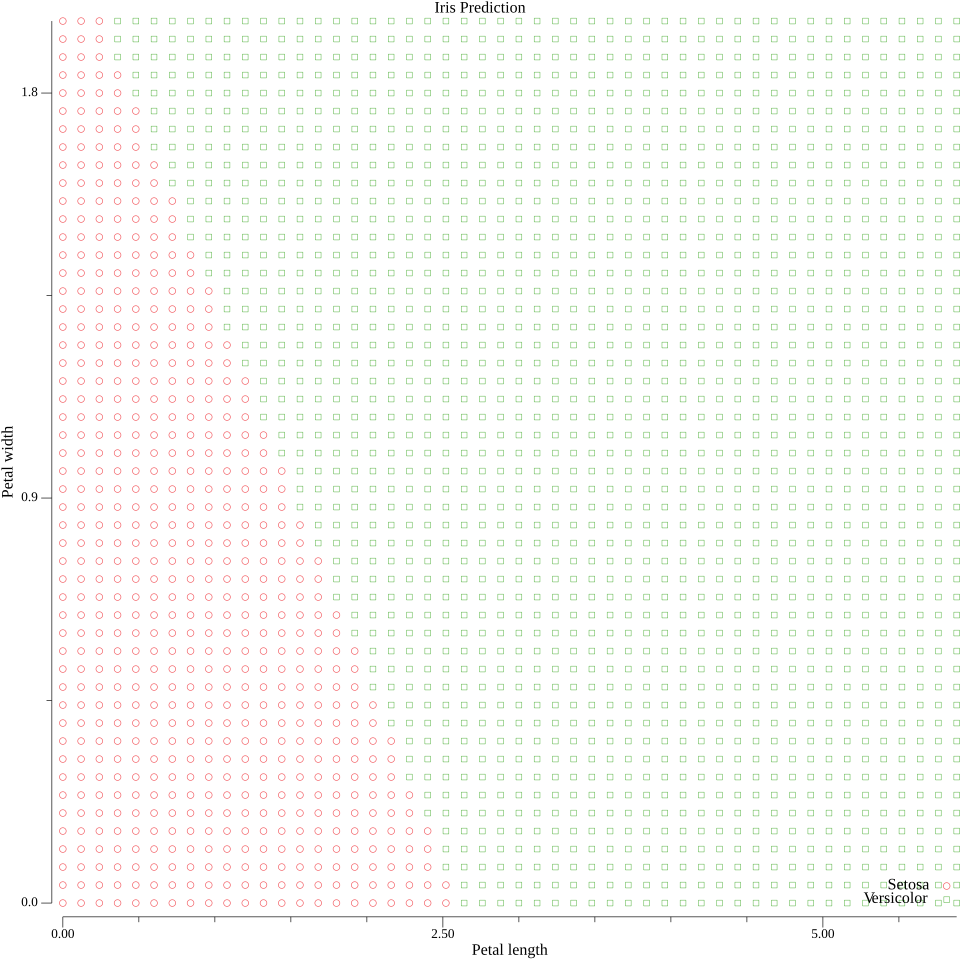 Iris Prediction
1.8
Petal width
0.9
0.0
Setosa
Versicolor
0.00
2.50
5.00
Petal length